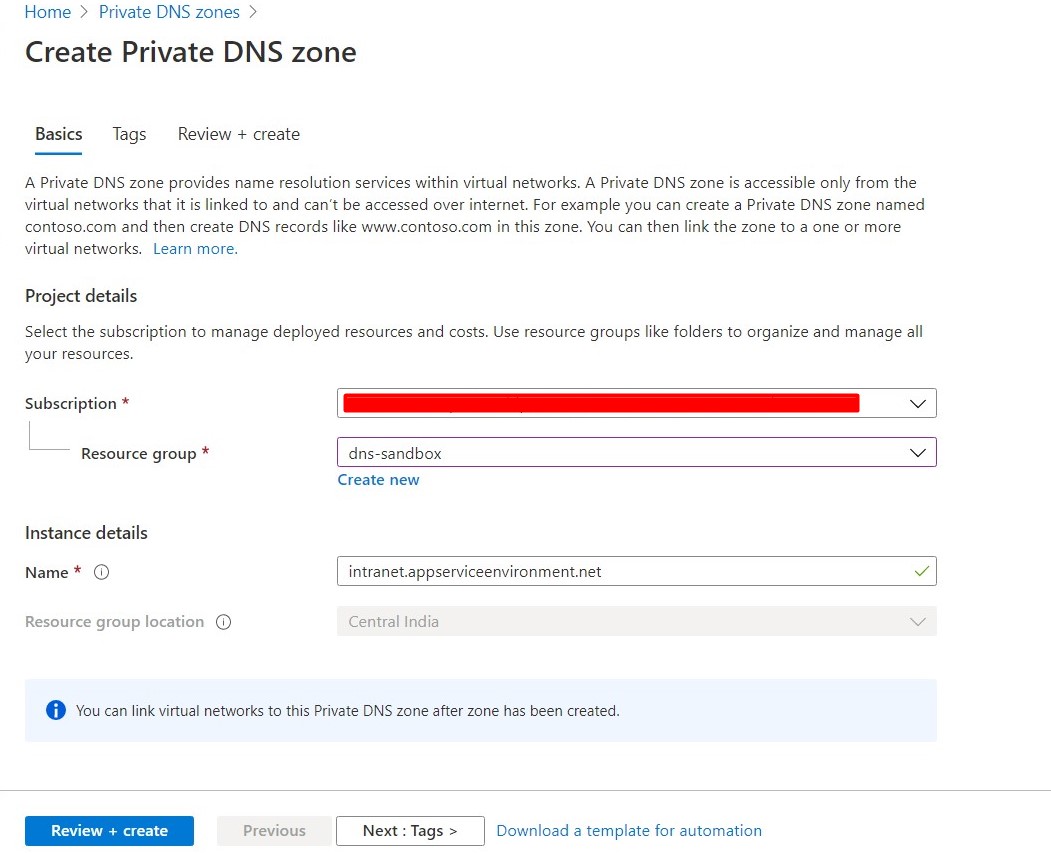 Home > Private DNS zones >
Create Private DNS zone
Basics Tags Review + create
A Private DNS zone provides name resolution services within virtual networks. A Private DNS zone is accessible only from the
virtual networks that it is linked to and can't be accessed over internet. For example you can create a Private DNS zone named
contoso.com and then create DNS records like www.contoso.com in this zone. You can then link the zone to a one or more
virtual networks. Learn more.
Project details
Select the subscription to manage deployed resources and costs. Use resource groups like folders to organize and manage all
your resources.
Subscription *
Resource group * dns-sandbox
Create new
Instance details
Name * intranet.appserviceenvironment.net
Resource group location Central India
You can link virtual networks to this Private DNS zone after zone has been created.
Review + create Previous Next : Tags > Download a template for automation